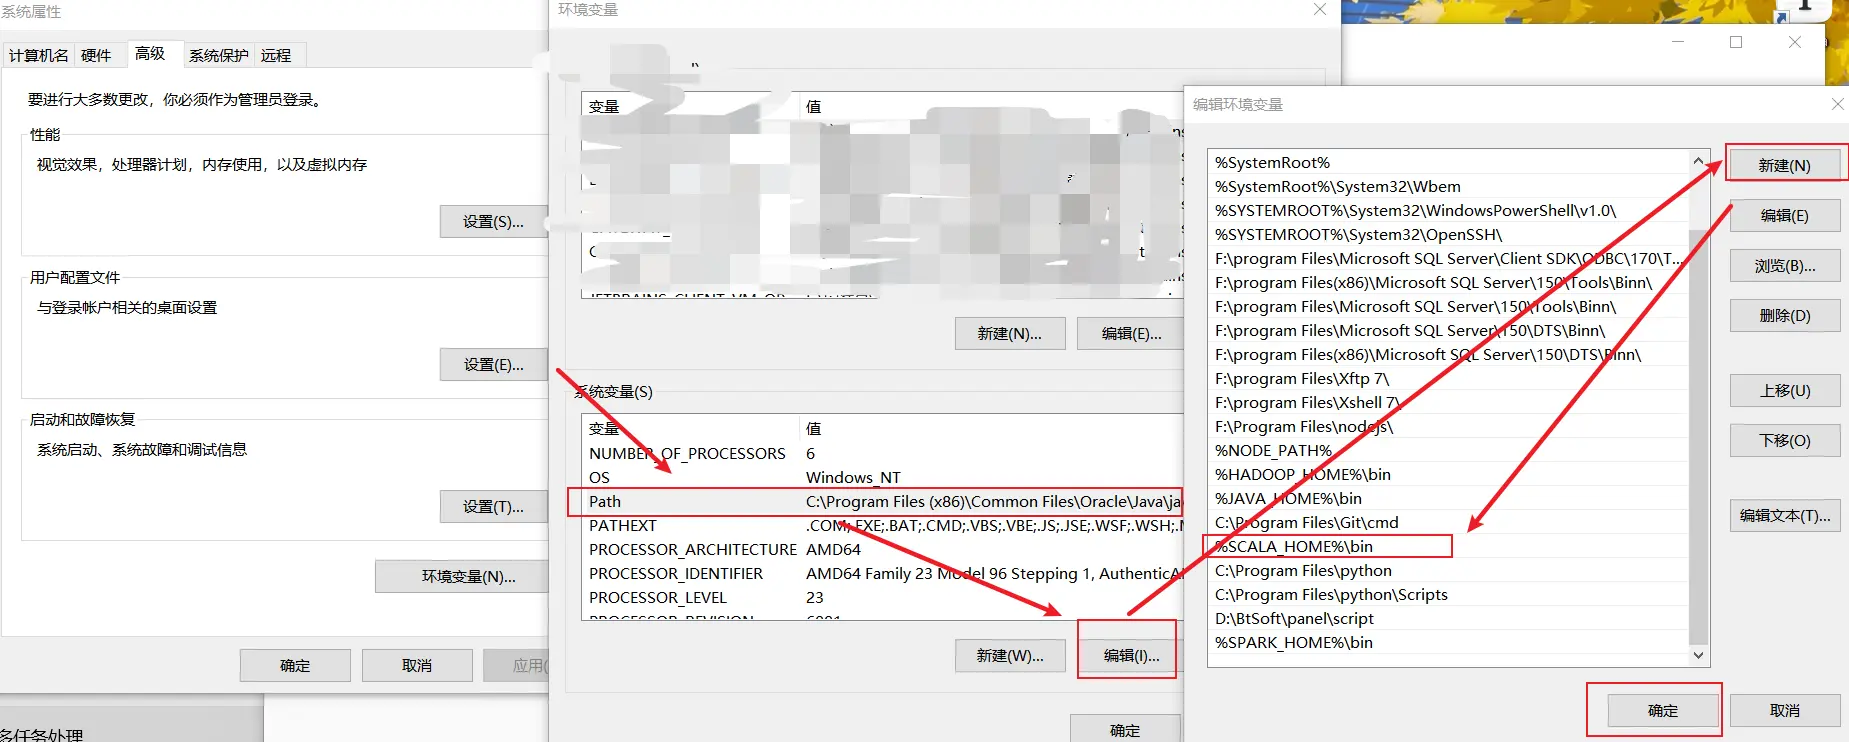 系统属性
计算机名 硬件 高级 系统保护 远程
要进行大多数更改，你必须作为管理员登录。
性能
视觉效果，处理器计划，内存使用，以及虚拟内存
设置(S)...
用户配置文件
与登录帐户相关的桌面设置
设置(E)...
启动和故障恢复
系统启动、系统故障和调试信息
设置(T)...
环境变量(N)...
确定 取消 应用(
多任务处理
环境变量
变量 值
新建(N)... 编辑(E)...
系统变量(S)
变量 值
NUMBER_OF_PROCESSORS 6
OS Windows_NT
Path C:\Program Files (x86)\Common Files\Oracle\Java\ja
PATHEXT .COM;.EXE;.BAT;.CMD;.VBS;.VBE;.JS;.JSE;.WSF;.WSH;.
PROCESSOR_ARCHITECTURE AMD64
PROCESSOR_IDENTIFIER AMD64 Family 23 Model 96 Stepping 1, AuthenticA
PROCESSOR_LEVEL 23
PROCESSOR_REVISION 6001
新建(W)... 编辑(I)...
确定
编辑环境变量
%SystemRoot%
%SystemRoot%\System32\Wbem
%SYSTEMROOT%\System32\WindowsPowerShell\v1.0\
%SYSTEMROOT%\System32\OpenSSH\
F:\program Files\Microsoft SQL Server\Client SDK\ODBC\170\T...
F:\program Files(x86)\Microsoft SQL Server\150\Tools\Binn\
F:\program Files\Microsoft SQL Server\150\Tools\Binn\
F:\program Files\Microsoft SQL Server\150\DTS\Binn\
F:\program Files(x86)\Microsoft SQL Server\150\DTS\Binn\
F:\program Files\Xftp 7\
F:\program Files\Xshell 7\
F:\Program Files\nodejs\
%NODE_PATH%
%HADOOP_HOME%\bin
%JAVA_HOME%\bin
C:\Program Files\Git\cmd
%SCALA_HOME%\bin
C:\Program Files\python
C:\Program Files\python\Scripts
D:\BtSoft\panel\script
%SPARK_HOME%\bin
新建(N)
编辑(E)
浏览(B)...
删除(D)
上移(U)
下移(O)
编辑文本(T)...
确定 取消